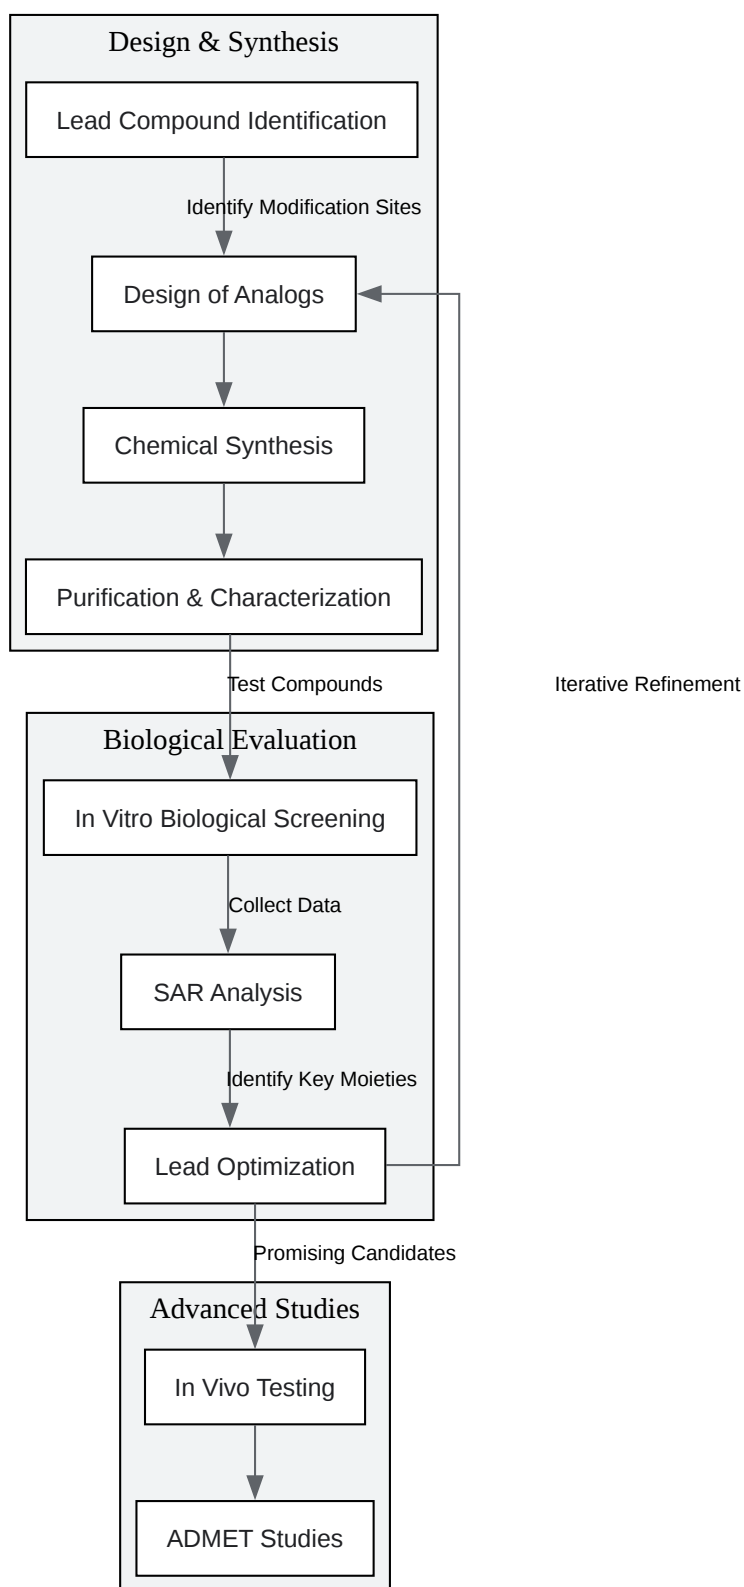 Design & Synthesis
Lead Compound Identification
Identify Modification Sites
Design of Analogs
Chemical Synthesis
Purification & Characterization
Test Compounds
Iterative Refinement
Biological Evaluation
In Vitro Biological Screening
Collect Data
SAR Analysis
Identify Key Moieties
Lead Optimization
Promising Candidates
Advanced Studies
In Vivo Testing
ADMET Studies